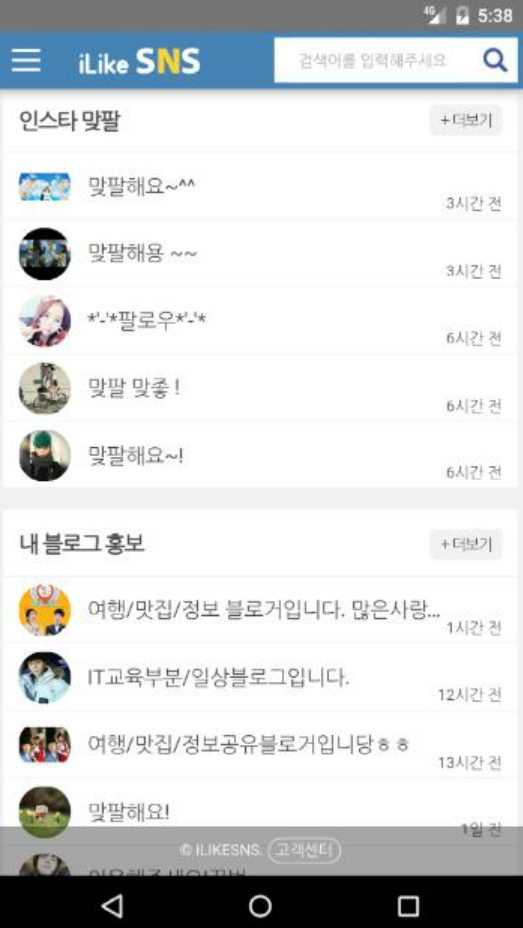 4G 5:38
iLike SNS 검색어를 입력해주세요
인스타 맞팔 +더보기
맞팔해요~^^
3시간 전
맞팔해용 ~~
3시간 전
*'-'*팔로우*'-'*
6시간 전
맞팔 맞좋 !
6시간 전
맞팔해요~!
6시간 전
내 블로그 홍보 +더보기
여행/맛집/정보 블로거입니다. 많은사랑...
1시간 전
IT교육부분/일상블로그입니다.
12시간 전
여행/맛집/정보공유블로거입니당ㅎㅎ
13시간 전
맞팔해요!
1일 전
© ILIKESNS. 고객센터